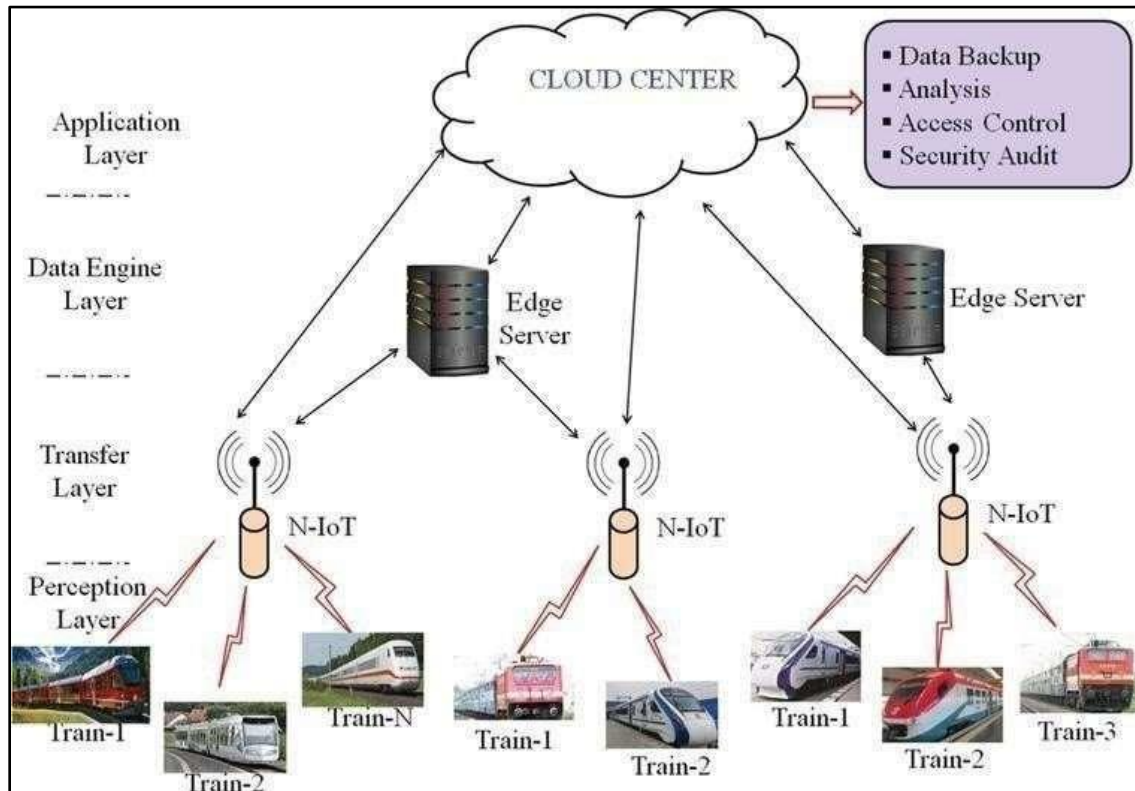 CLOUD CENTER
▪ Data Backup
▪ Analysis
▪ Access Control
▪ Security Audit
Application
Layer
Data Engine
Layer
Edge
Server
Edge Server
Transfer
Layer
N-IoT
N-IoT
N-IoT
Perception
Layer
Train-1
Train-2
Train-N
Train-1
Train-2
Train-1
Train-2
Train-3